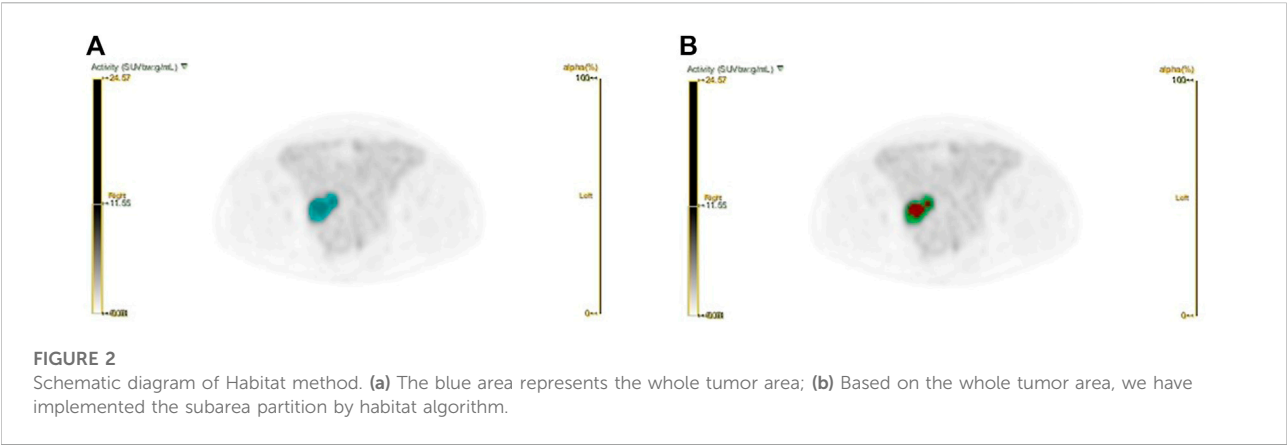 A
B
Activity (SUVbw:g/mL)
24.57
Right
11.55
alpha(%)
100
Left
0
Activity (SUVbw:g/mL)
24.57
Right
11.55
alpha(%)
100
Left
0
FIGURE 2
Schematic diagram of Habitat method. (a) The blue area represents the whole tumor area; (b) Based on the whole tumor area, we have
implemented the subarea partition by habitat algorithm.